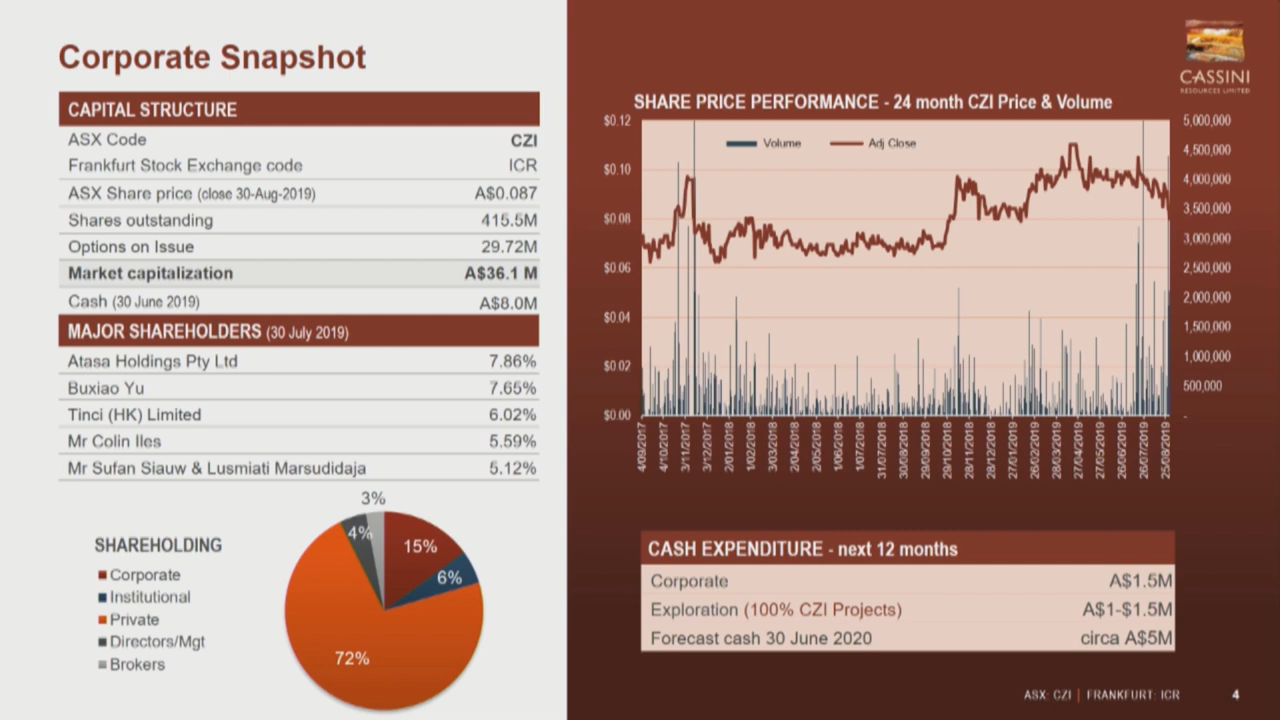 Corporate Snapshot
CAPITAL STRUCTURE
ASX Code CZI
Frankfurt Stock Exchange code ICR
ASX Share price (close 30-Aug-2019) A$0.087
Shares outstanding 415.5M
Options on Issue 29.72M
Market capitalization A$36.1 M
Cash (30 June 2019) A$8.0M
MAJOR SHAREHOLDERS (30 July 2019)
Atasa Holdings Pty Ltd 7.86%
Buxiao Yu 7.65%
Tinci (HK) Limited 6.02%
Mr Colin Iles 5.59%
Mr Sufan Siauw & Lusmiati Marsudidaja 5.12%
SHAREHOLDING
Corporate
Institutional
Private
Directors/Mgt
Brokers
3%
4%
15%
6%
72%
CASSINI
RESOURCES LIMITED
SHARE PRICE PERFORMANCE - 24 month CZI Price & Volume
Volume
Adj Close
$0.12
$0.10
$0.08
$0.06
$0.04
$0.02
$0.00
5,000,000
4,500,000
4,000,000
3,500,000
3,000,000
2,500,000
2,000,000
1,500,000
1,000,000
500,000
-
4/09/2017
4/10/2017
3/11/2017
3/12/2017
2/01/2018
1/02/2018
3/03/2018
2/04/2018
2/05/2018
1/06/2018
1/07/2018
31/07/2018
30/08/2018
29/09/2018
29/10/2018
28/11/2018
28/12/2018
27/01/2019
26/02/2019
28/03/2019
27/04/2019
27/05/2019
26/06/2019
26/07/2019
25/08/2019
CASH EXPENDITURE - next 12 months
Corporate A$1.5M
Exploration (100% CZI Projects) A$1-$1.5M
Forecast cash 30 June 2020 circa A$5M
ASX: CZI | FRANKFURT: ICR 4